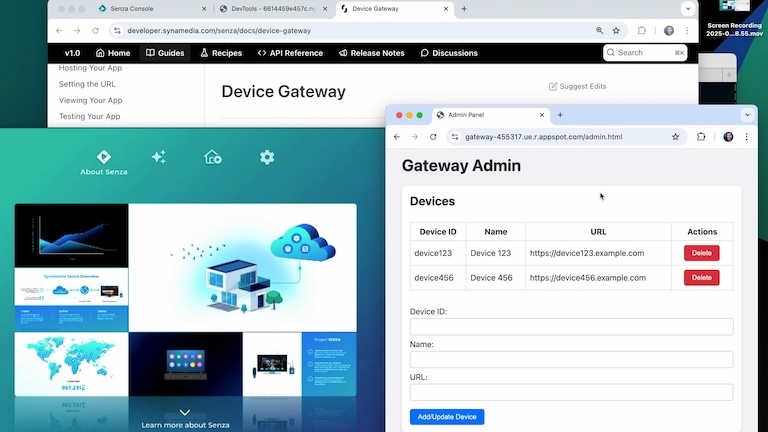 Senza Console
DevTools - 6614459e457c.ng
Device Gateway
developer.synamedia.com/senza/docs/device-gateway
v1.0
Home
Guides
Recipes
API Reference
Release Notes
Discussions
Search
⌘K
Hosting Your App
Setting the URL
Viewing Your App
Testing Your App
Device Gateway
Suggest Edits
Screen Recording
2025-0...8.55.mov
About Senza
Synamedia Senza Overview
967,231
Project SENZA
Learn more about Senza
Admin Panel
gateway-455317.ue.r.appspot.com/admin.html
Gateway Admin
Devices
Device ID Name URL Actions
device123 Device 123 https://device123.example.com Delete
device456 Device 456 https://device456.example.com Delete
Device ID:
Name:
URL:
Add/Update Device